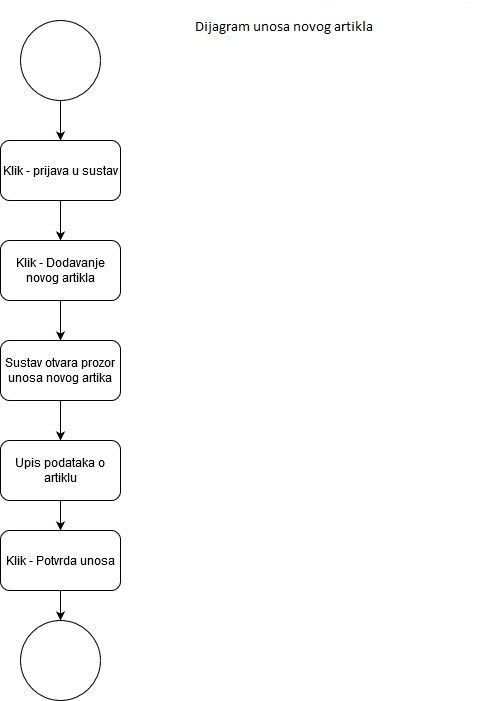 Dijagram unosa novog artikla
Klik - prijava u sustav
Klik - Dodavanje
novog artikla
Sustav otvara prozor
unosa novog artika
Upis podataka o
artiklu
Klik - Potvrda unosa